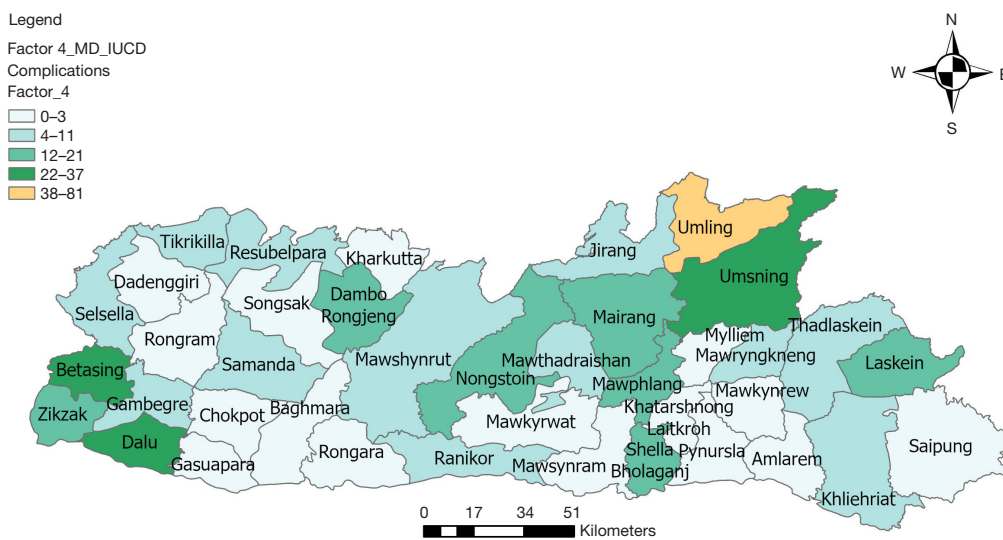 Legend
Factor 4_MD_IUCD
Complications
Factor_4
0–3
4–11
12–21
22–37
38–81
N
W
E
S
Umling
Tikrikilla
Resubelpara
Jirang
Kharkutta
Umsning
Dadenggiri
Dambo
Rongjeng
Songsak
Selsella
Mairang
Thadlaskein
Rongram
Mylliem
Samanda
Mawshynrut
Mawthadraishan
Mawryngkneng
Laskein
Betasing
Nongstoin
Mawphlang
Mawkynrew
Zikzak
Gambegre
Chokpot
Baghmara
Khatarshnong
Laitkroh
Mawkyrwat
Dalu
Rongara
Ranikor
Shella
Bholaganj
Pynursla
Saipung
Gasuapara
Mawsynram
Amlarem
Khliehriat
0 17 34 51
Kilometers